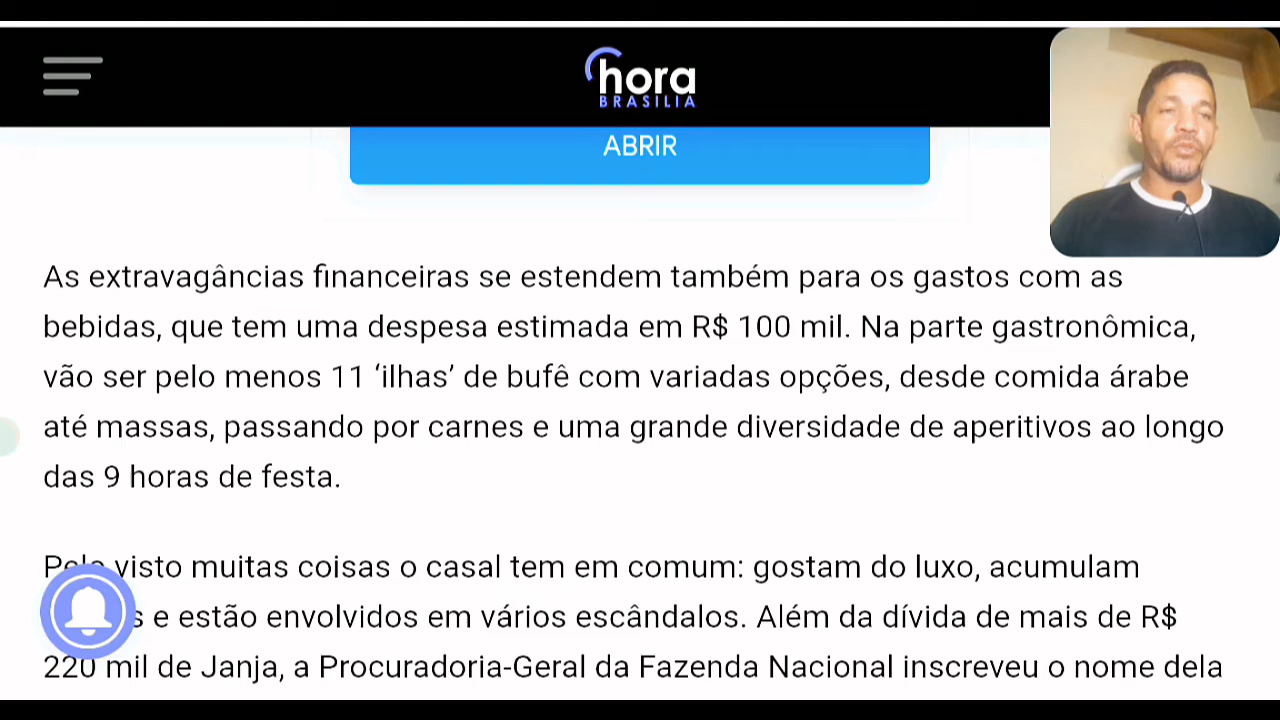 hora
BRASILIA
ABRIR
As extravagâncias financeiras se estendem também para os gastos com as
bebidas, que tem uma despesa estimada em R$ 100 mil. Na parte gastronômica,
vão ser pelo menos 11 ‘ilhas’ de bufê com variadas opções, desde comida árabe
até massas, passando por carnes e uma grande diversidade de aperitivos ao longo
das 9 horas de festa.
Pelo visto muitas coisas o casal tem em comum: gostam do luxo, acumulam
e estão envolvidos em vários escândalos. Além da dívida de mais de R$
220 mil de Janja, a Procuradoria-Geral da Fazenda Nacional inscreveu o nome dela